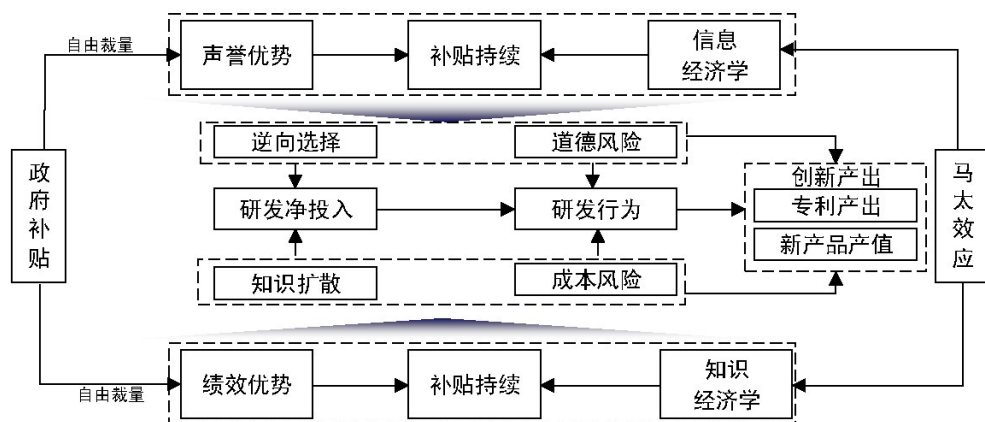 自由裁量
声誉优势
补贴持续
信息
经济学
逆向选择
道德风险
政府补贴
研发净投入
研发行为
创新产出
专利产出
新产品产值
马太效应
知识扩散
成本风险
自由裁量
绩效优势
补贴持续
知识
经济学